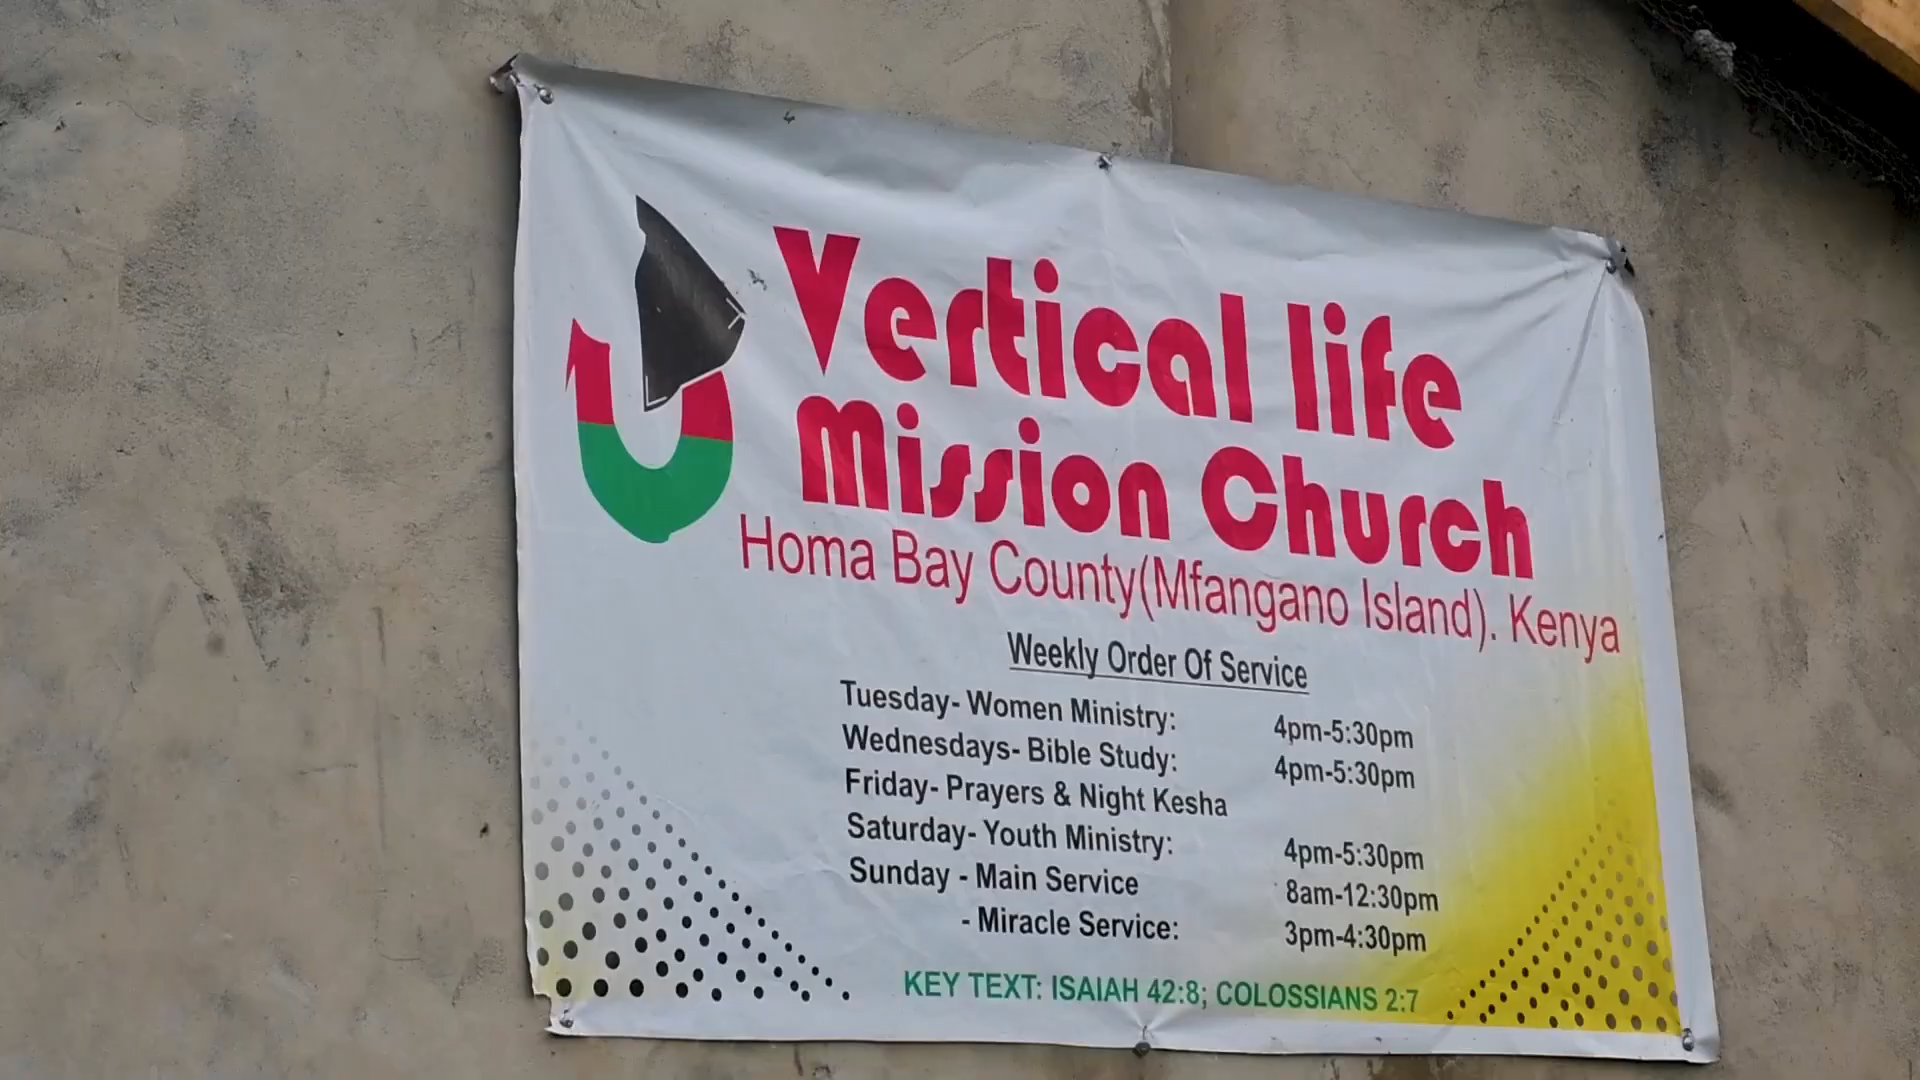 Vertical life
Mission Church
Homa Bay County(Mfangano Island). Kenya
Weekly Order Of Service
Tuesday- Women Ministry: 4pm-5:30pm
Wednesdays- Bible Study: 4pm-5:30pm
Friday- Prayers & Night Kesha
Saturday- Youth Ministry: 4pm-5:30pm
Sunday - Main Service 8am-12:30pm
- Miracle Service: 3pm-4:30pm
KEY TEXT: ISAIAH 42:8; COLOSSIANS 2:7